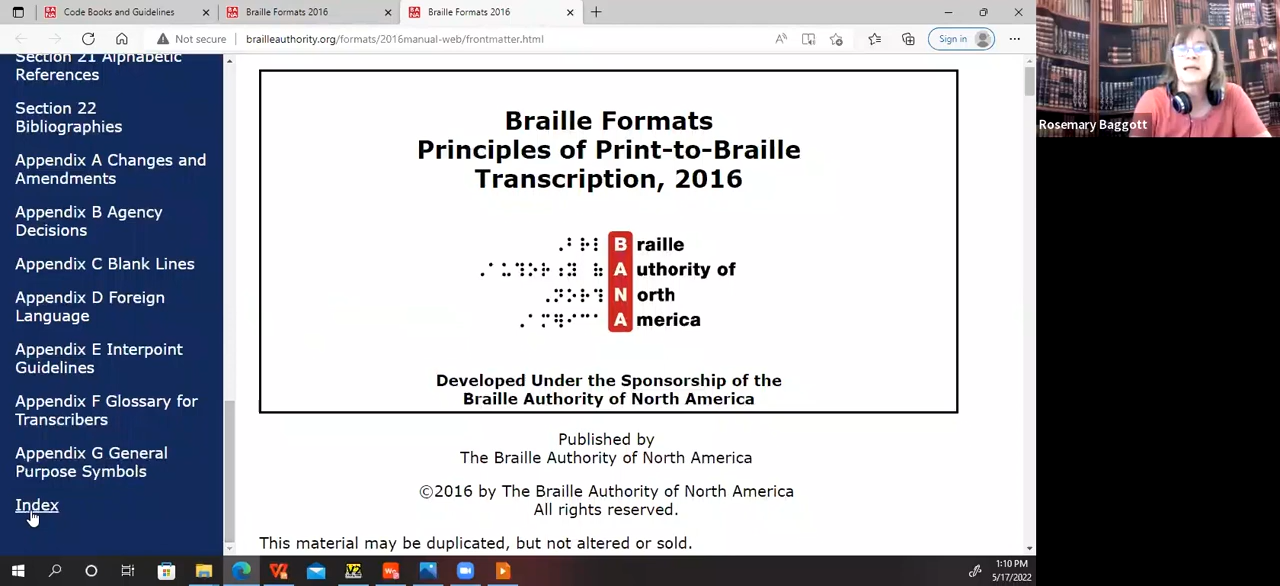 Code Books and Guidelines
Braille Formats 2016
Braille Formats 2016
Not secure
brailleauthority.org/formats/2016manual-web/frontmatter.html
Sign in
Section 21 Alphabetic
References
Section 22
Bibliographies
Appendix A Changes and
Amendments
Appendix B Agency
Decisions
Appendix C Blank Lines
Appendix D Foreign
Language
Appendix E Interpoint
Guidelines
Appendix F Glossary for
Transcribers
Appendix G General
Purpose Symbols
Index
Braille Formats
Principles of Print-to-Braille
Transcription, 2016
Braille
Authority of
North
America
Developed Under the Sponsorship of the
Braille Authority of North America
Published by
The Braille Authority of North America
©2016 by The Braille Authority of North America
All rights reserved.
This material may be duplicated, but not altered or sold.
Rosemary Baggott
1:10 PM
5/17/2022